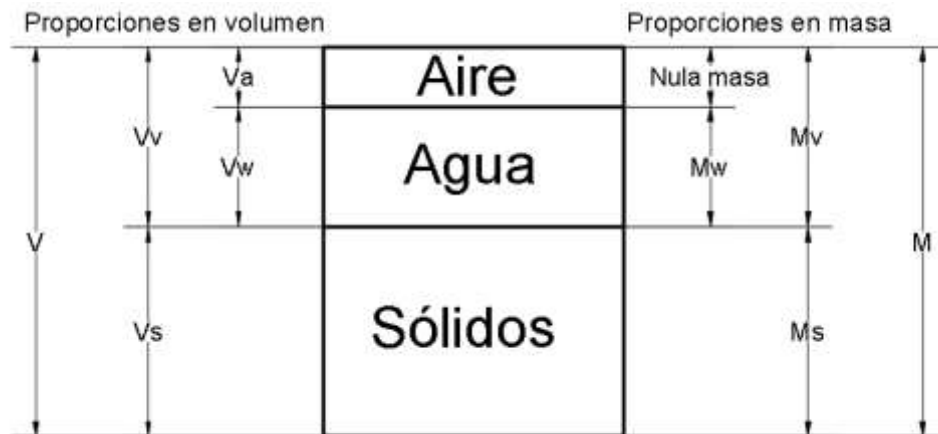 Proporciones en volumen
Proporciones en masa
Va
Aire
Nula masa
Vv
Mv
Vw
Agua
Mw
V
M
Vs
Sólidos
Ms